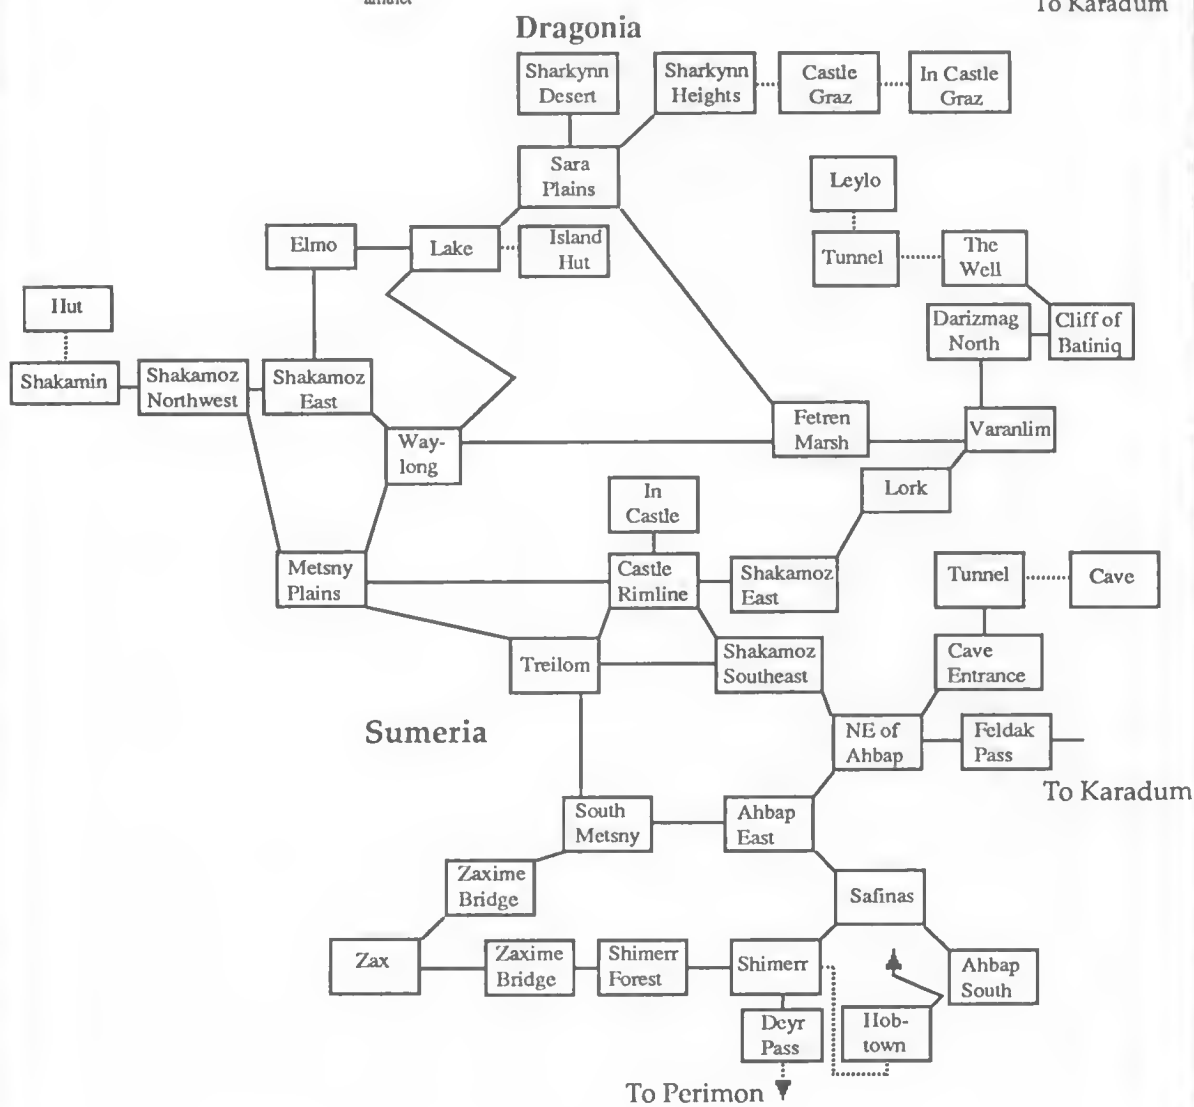 amulet
To Karadum
Dragonia
Sharkynn
Desert
Sharkynn
Heights
Castle
Graz
In Castle
Graz
Sara
Plains
Leylo
Elmo
Lake
Island
Hut
Tunnel
The
Well
Hut
Darizmag
North
Cliff of
Batiniq
Shakamin
Shakamoz
Northwest
Shakamoz
East
Way-
long
Fetren
Marsh
Varanlim
In
Castle
Lork
Metsny
Plains
Castle
Rimline
Shakamoz
East
Tunnel
Cave
Treilom
Shakamoz
Southeast
Cave
Entrance
Sumeria
NE of
Ahbap
Feldak
Pass
To Karadum
South
Metsny
Ahbap
East
Zaxime
Bridge
Safinas
Zax
Zaxime
Bridge
Shimerr
Forest
Shimerr
Ahbap
South
Deyr
Pass
Hob-
town
To Perimon